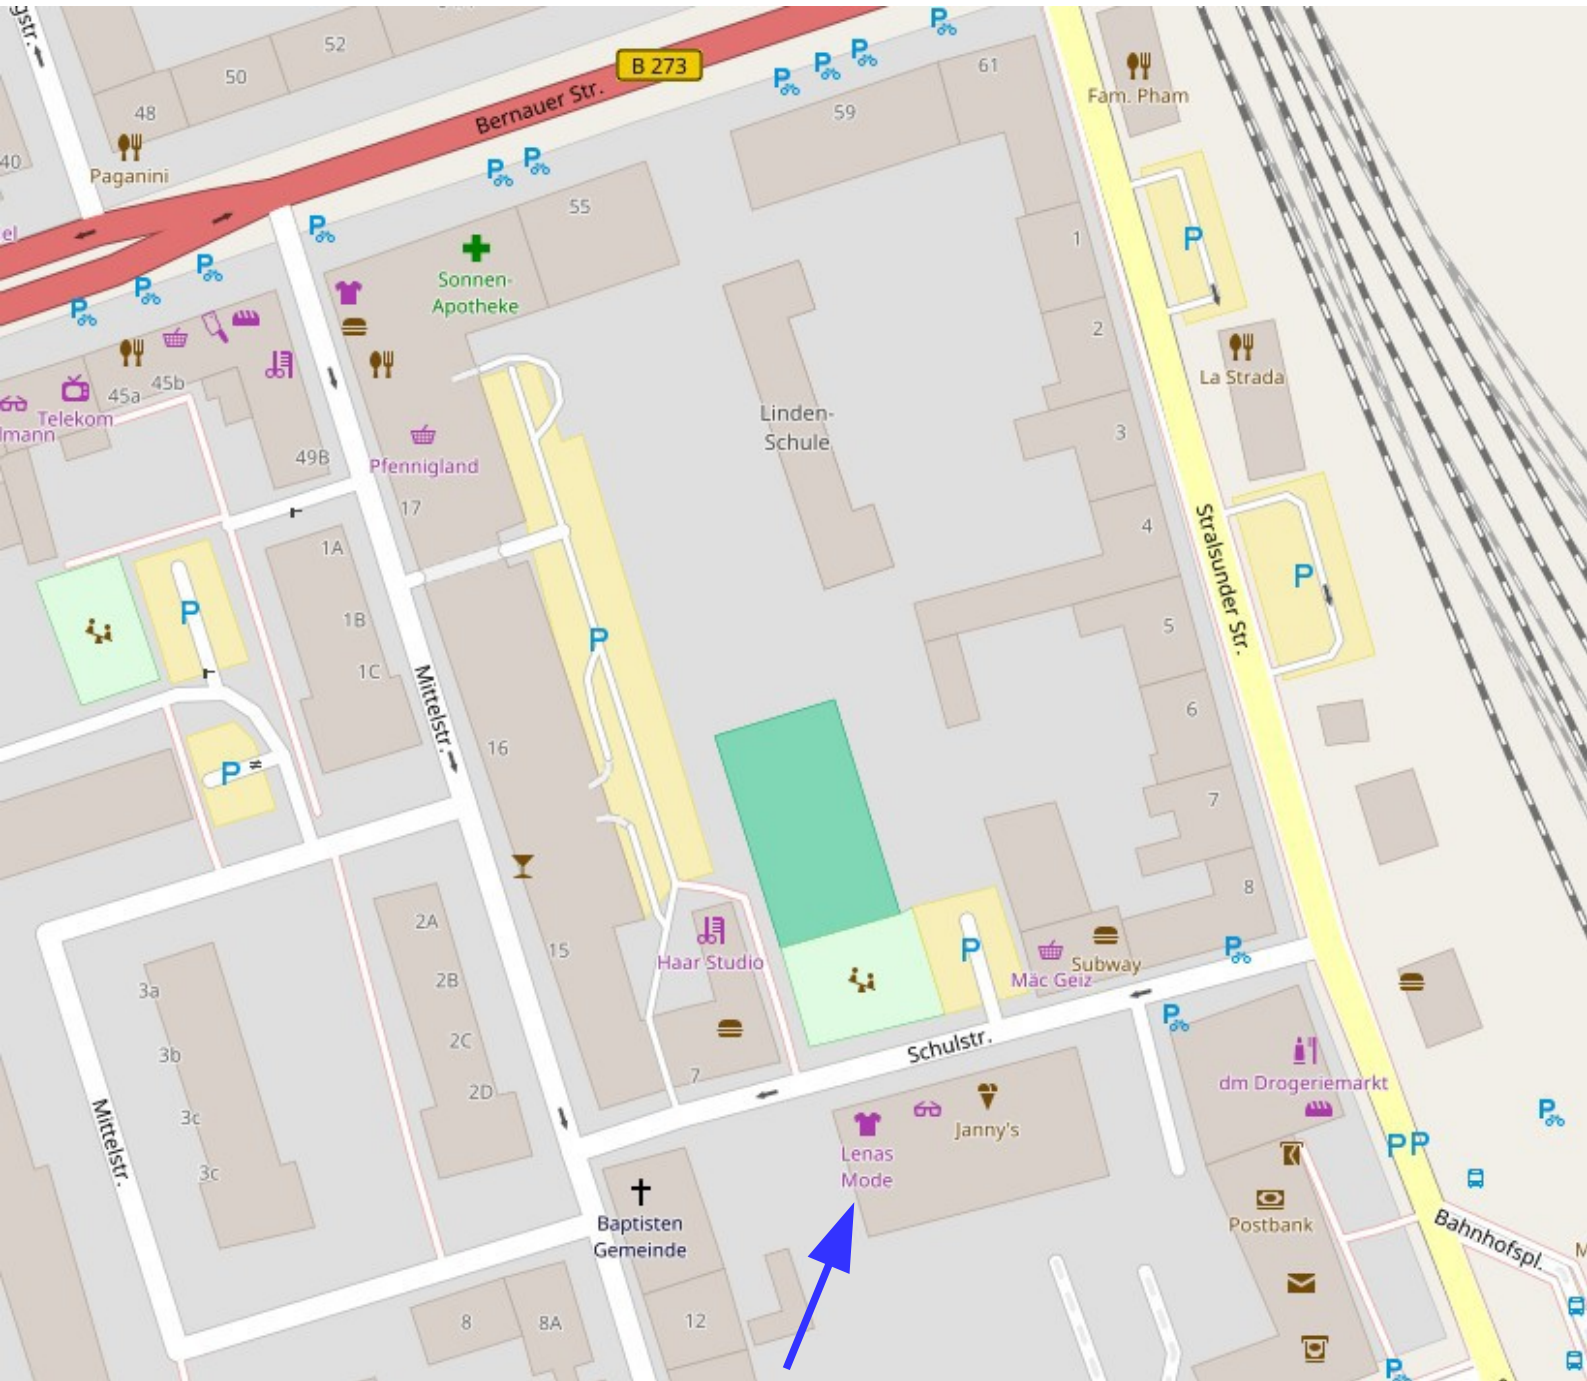 gstr.
50
52
48
40
Paganini
el
B 273
Bernauer Str.
59
61
Fam. Pham
55
Sonnen-
Apotheke
1
2
3
4
5
6
7
8
La Strada
P
P
Stralsunder Str.
Linden-
Schule
45a
45b
Telekom
lmann
49B
Pfennigland
17
1A
1B
1C
P
P
P
Mittelstr.
16
15
2A
2B
2C
2D
3a
3b
3c
3c
Mittelstr.
Haar Studio
7
P
Mäc Geiz
Subway
Schulstr.
dm Drogeriemarkt
Janny's
Lenas
Mode
Baptisten
Gemeinde
8
8A
12
Postbank
P P
Bahnhofspl.
M